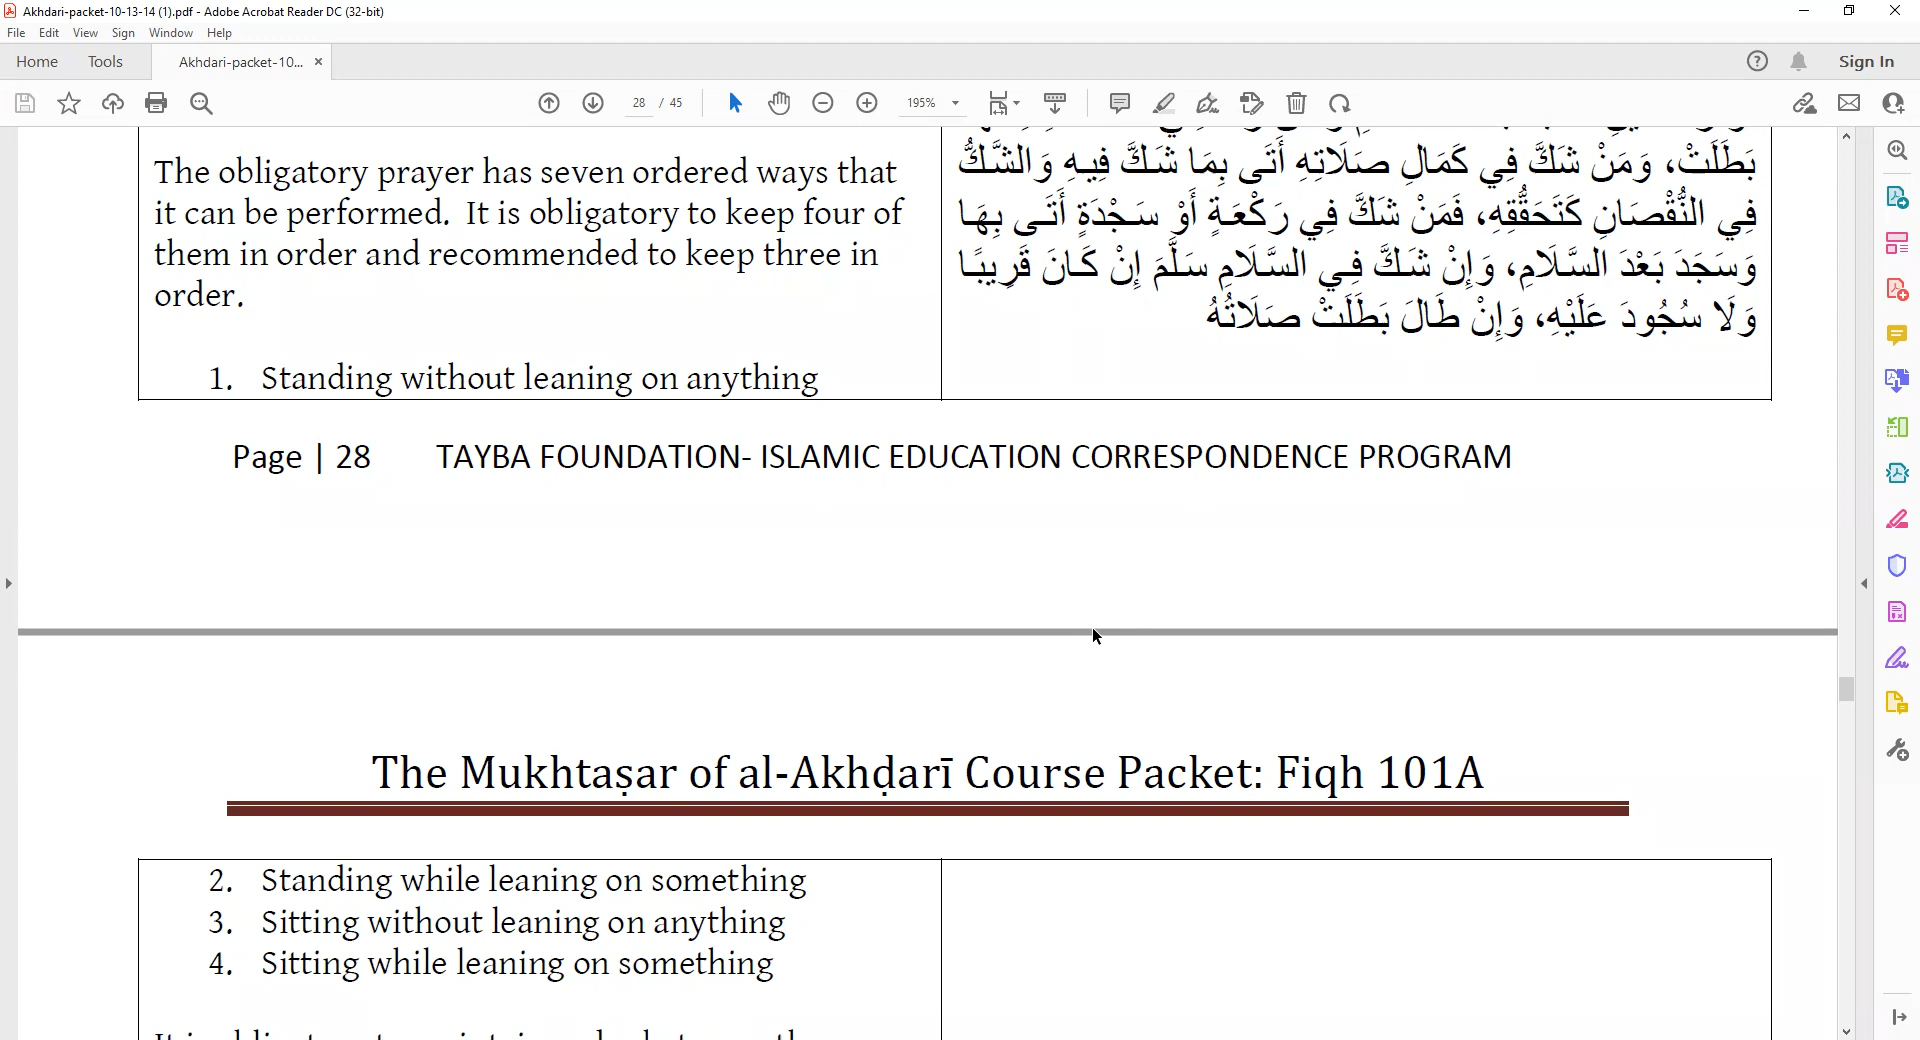 Akhdari-packet-10-13-14 (1).pdf - Adobe Acrobat Reader DC (32-bit)
File Edit View Sign Window Help
Home Tools Akhdari-packet-10... × Sign In
28 / 45 195%
The obligatory prayer has seven ordered ways that
it can be performed. It is obligatory to keep four of
them in order and recommended to keep three in
order.
1. Standing without leaning on anything
بَطَلَتْ، وَمَنْ شَكَّ فِي كَمَالِ صَلَاتِهِ أَتَى بِمَا شَكَّ فِيهِ وَالشَّكُّ
فِي النُّقْصَانِ كَتَحَقُّقِهِ، فَمَنْ شَكَّ فِي رَكْعَةٍ أَوْ سَجْدَةٍ أَتَى بِهَا
وَسَجَدَ بَعْدَ السَّلَامِ، وَإِنْ شَكَّ فِي السَّلَامِ سَلَّمَ إِنْ كَانَ قَرِيبًا
وَلَا سُجُودَ عَلَيْهِ، وَإِنْ طَالَ بَطَلَتْ صَلَاتُهُ
Page | 28 TAYBA FOUNDATION- ISLAMIC EDUCATION CORRESPONDENCE PROGRAM
The Mukhtaṣar of al-Akhḍarī Course Packet: Fiqh 101A
2. Standing while leaning on something
3. Sitting without leaning on anything
4. Sitting while leaning on something